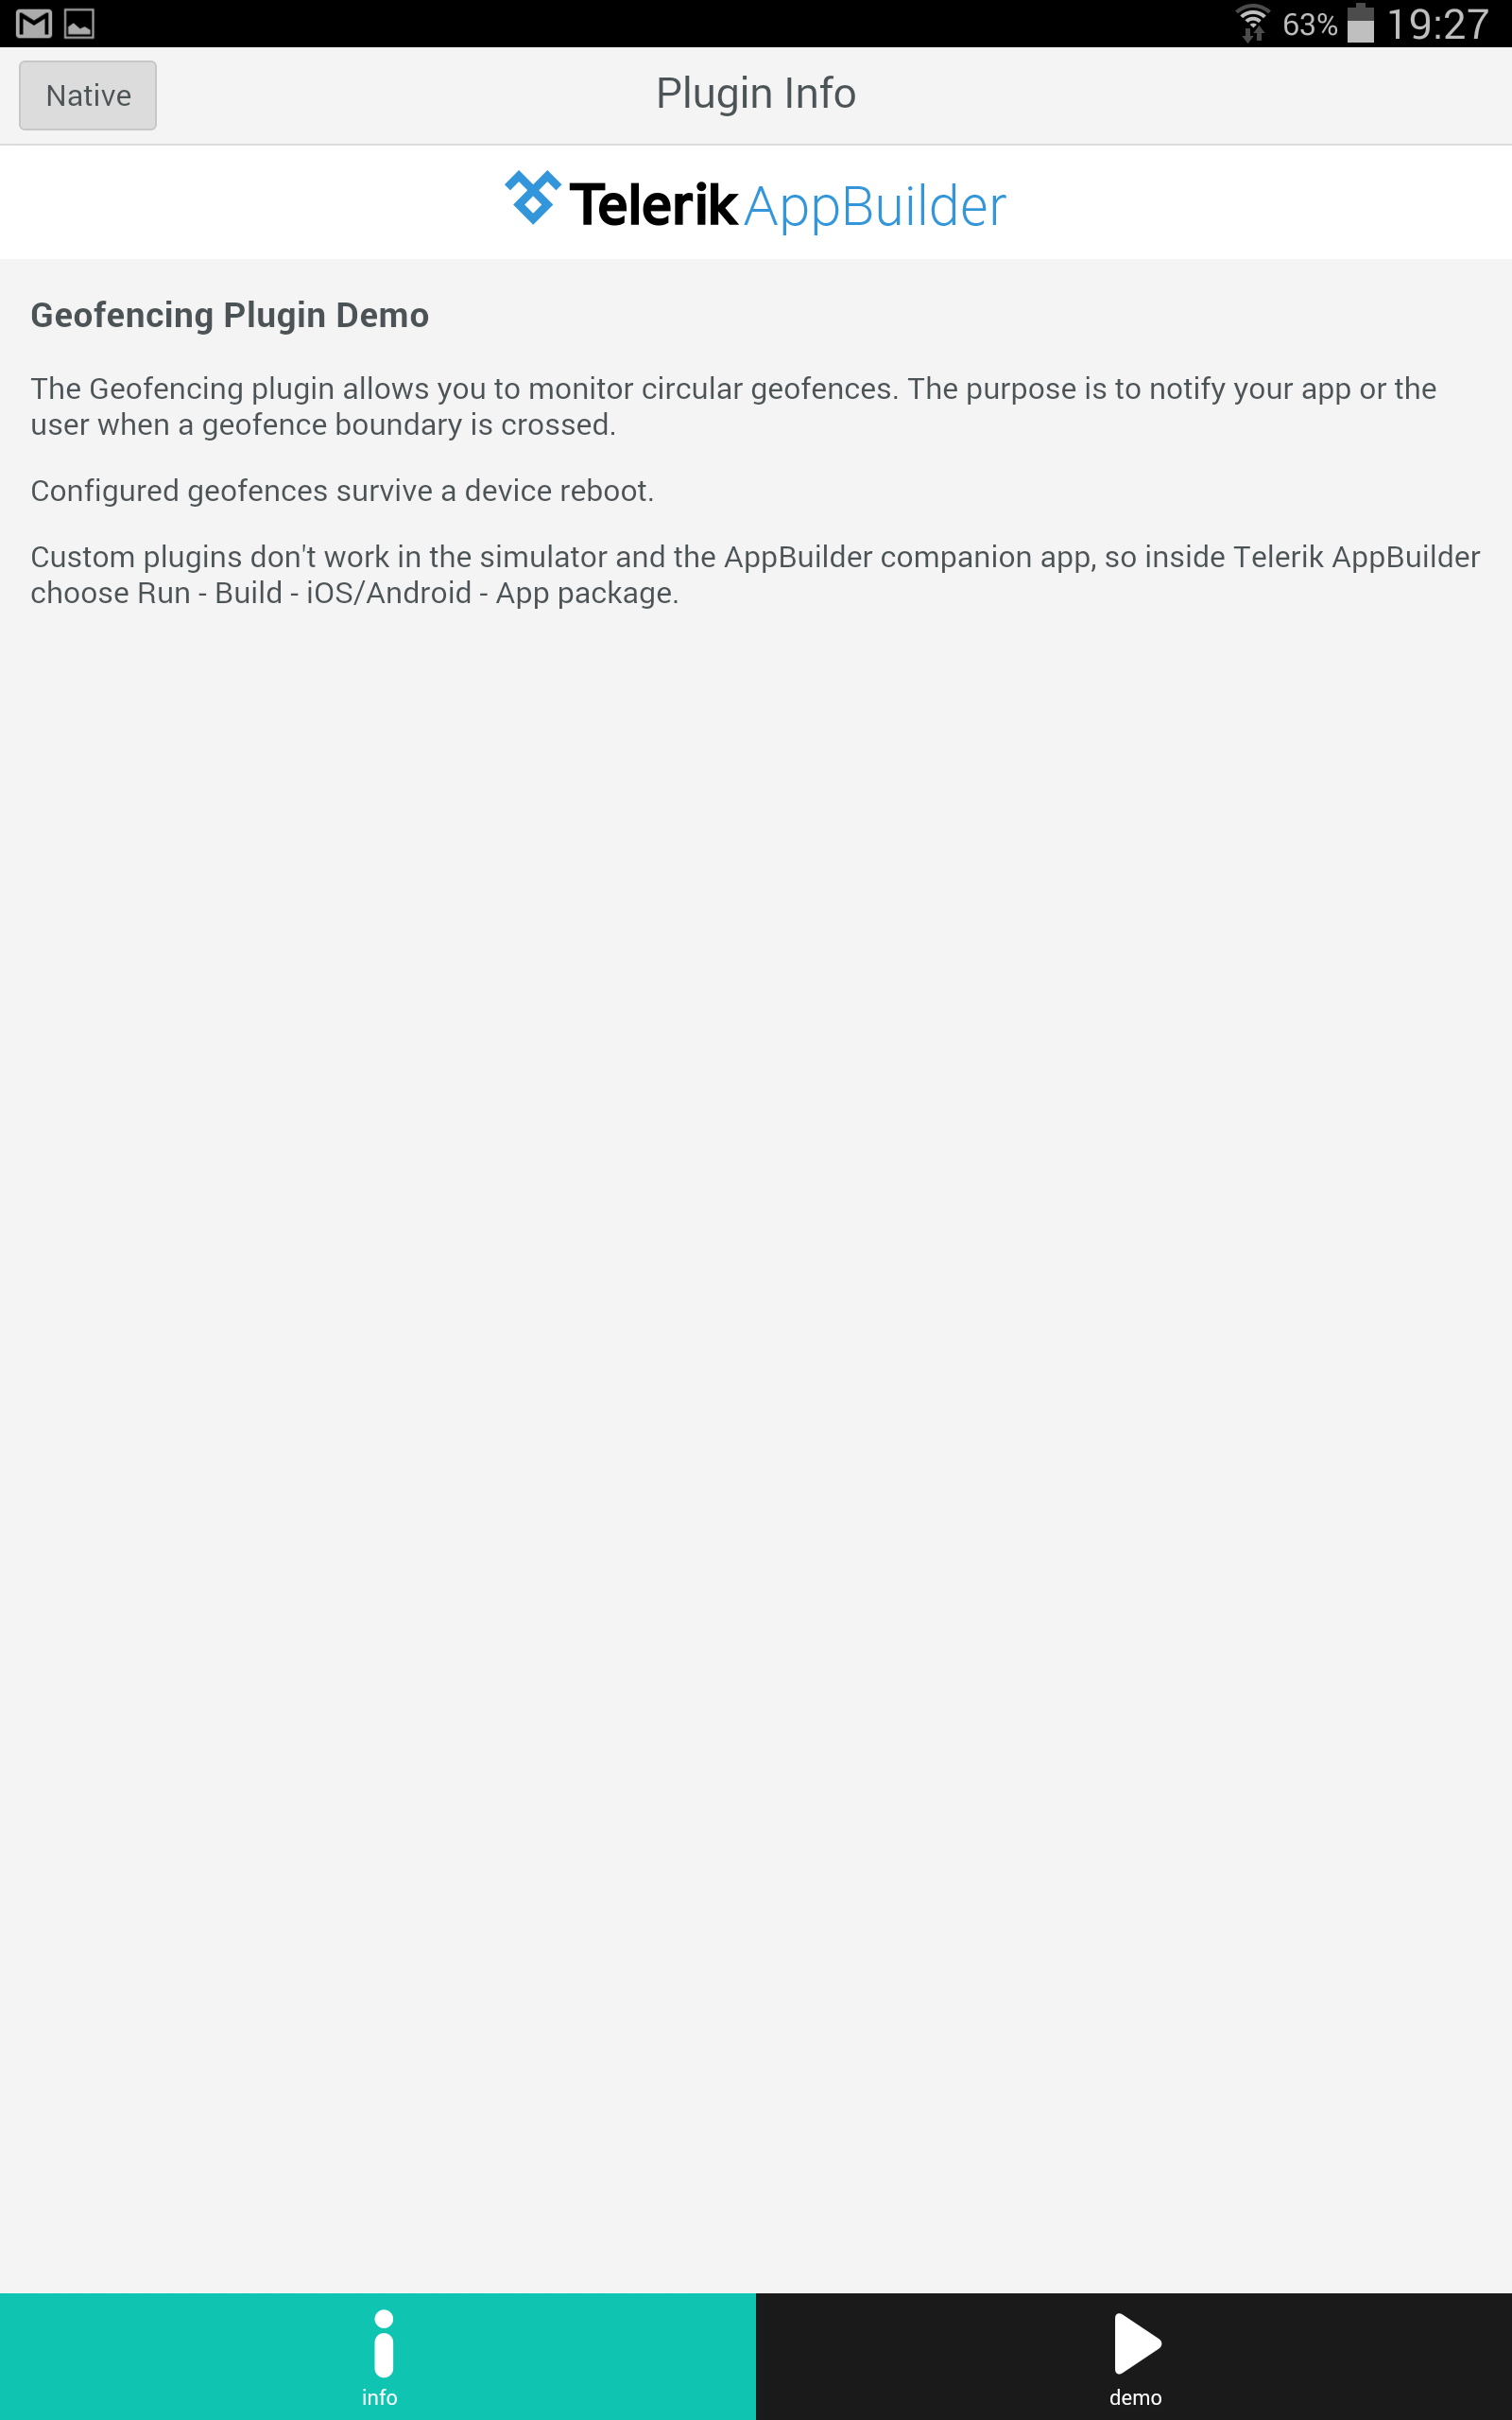 63% 19:27
Native Plugin Info
Telerik AppBuilder
Geofencing Plugin Demo
The Geofencing plugin allows you to monitor circular geofences. The purpose is to notify your app or the
user when a geofence boundary is crossed.
Configured geofences survive a device reboot.
Custom plugins don't work in the simulator and the AppBuilder companion app, so inside Telerik AppBuilder
choose Run - Build - iOS/Android - App package.
info demo